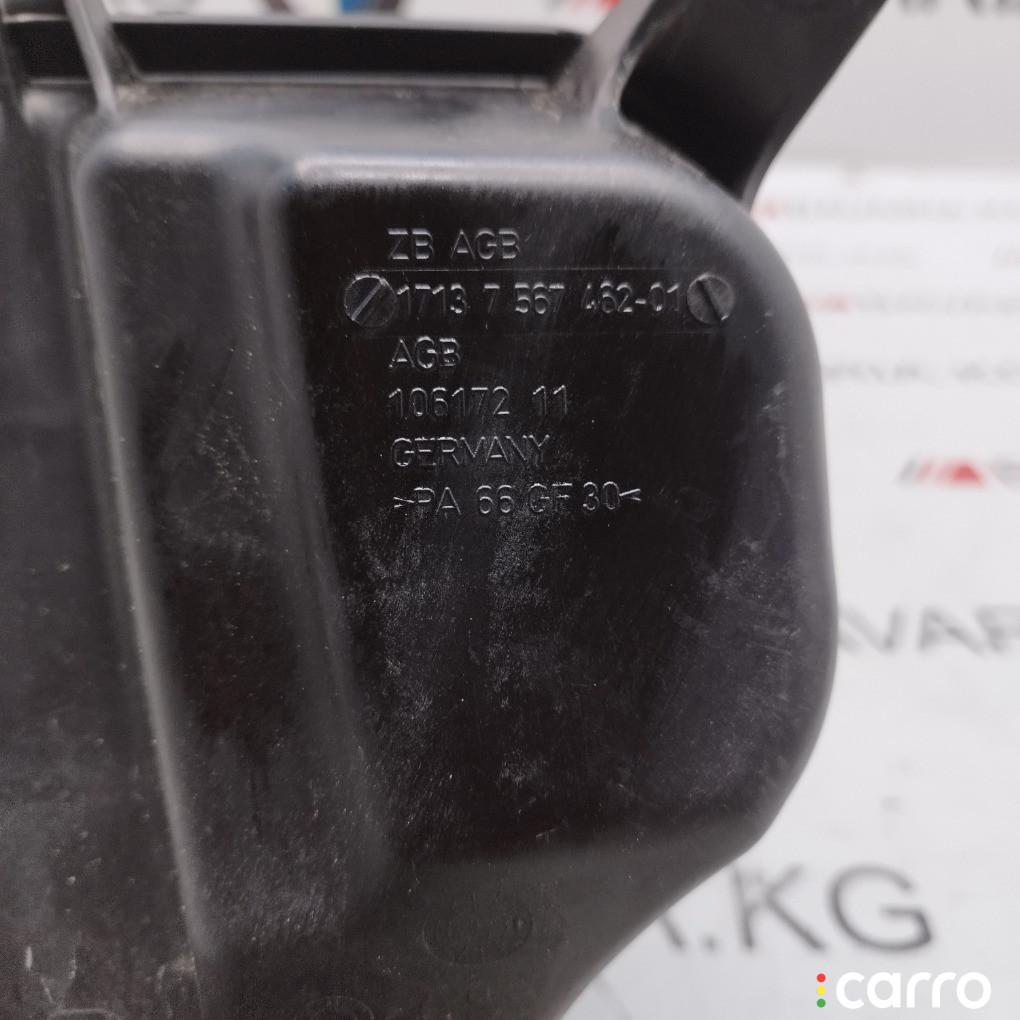 ZB AGB
1713 7 567 462-01
AGB
106172 11
GERMANY
>PA 66 GF 30<
.KG
carro